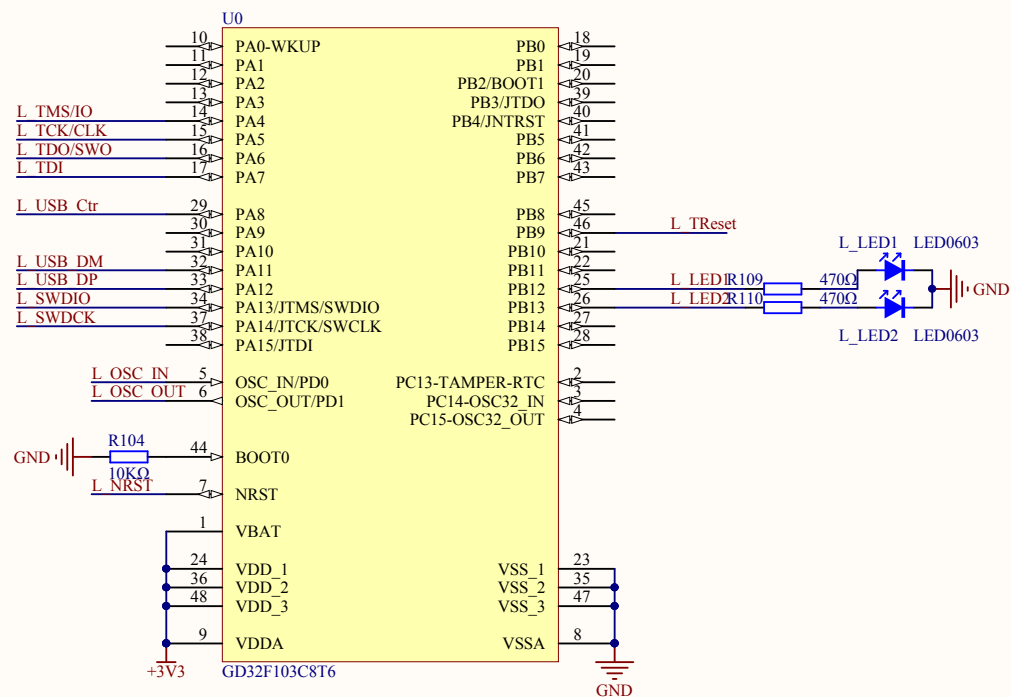 U0
10 PA0-WKUP PB0 18
11 PA1 PB1 19
12 PA2 PB2/BOOT1 20
13 PA3 PB3/JTDO 39
L_TMS/IO 14 PA4 PB4/JNTRST 40
L_TCK/CLK 15 PA5 PB5 41
L_TDO/SWO 16 PA6 PB6 42
L_TDI 17 PA7 PB7 43
L_USB_Ctr 29 PA8 PB8 45
30 PA9 PB9 46 L_TReset
31 PA10 PB10 21
L_LED1 LED0603
L_USB_DM 32 PA11 PB11 22
L_USB_DP 33 PA12 PB12 25 L_LED1 R109 470Ω
GND
L_SWDIO 34 PA13/JTMS/SWDIO PB13 26 L_LED2 R110 470Ω
L_SWDCK 37 PA14/JTCK/SWCLK PB14 27
L_LED2 LED0603
38 PA15/JTDI PB15 28
L_OSC_IN 5 OSC_IN/PD0 PC13-TAMPER-RTC 2
L_OSC_OUT 6 OSC_OUT/PD1 PC14-OSC32_IN 3
PC15-OSC32_OUT 4
R104
GND 44 BOOT0
10KΩ
L_NRST 7 NRST
1 VBAT
24 VDD_1 VSS_1 23
36 VDD_2 VSS_2 35
48 VDD_3 VSS_3 47
9 VDDA VSSA 8
+3V3 GD32F103C8T6
GND